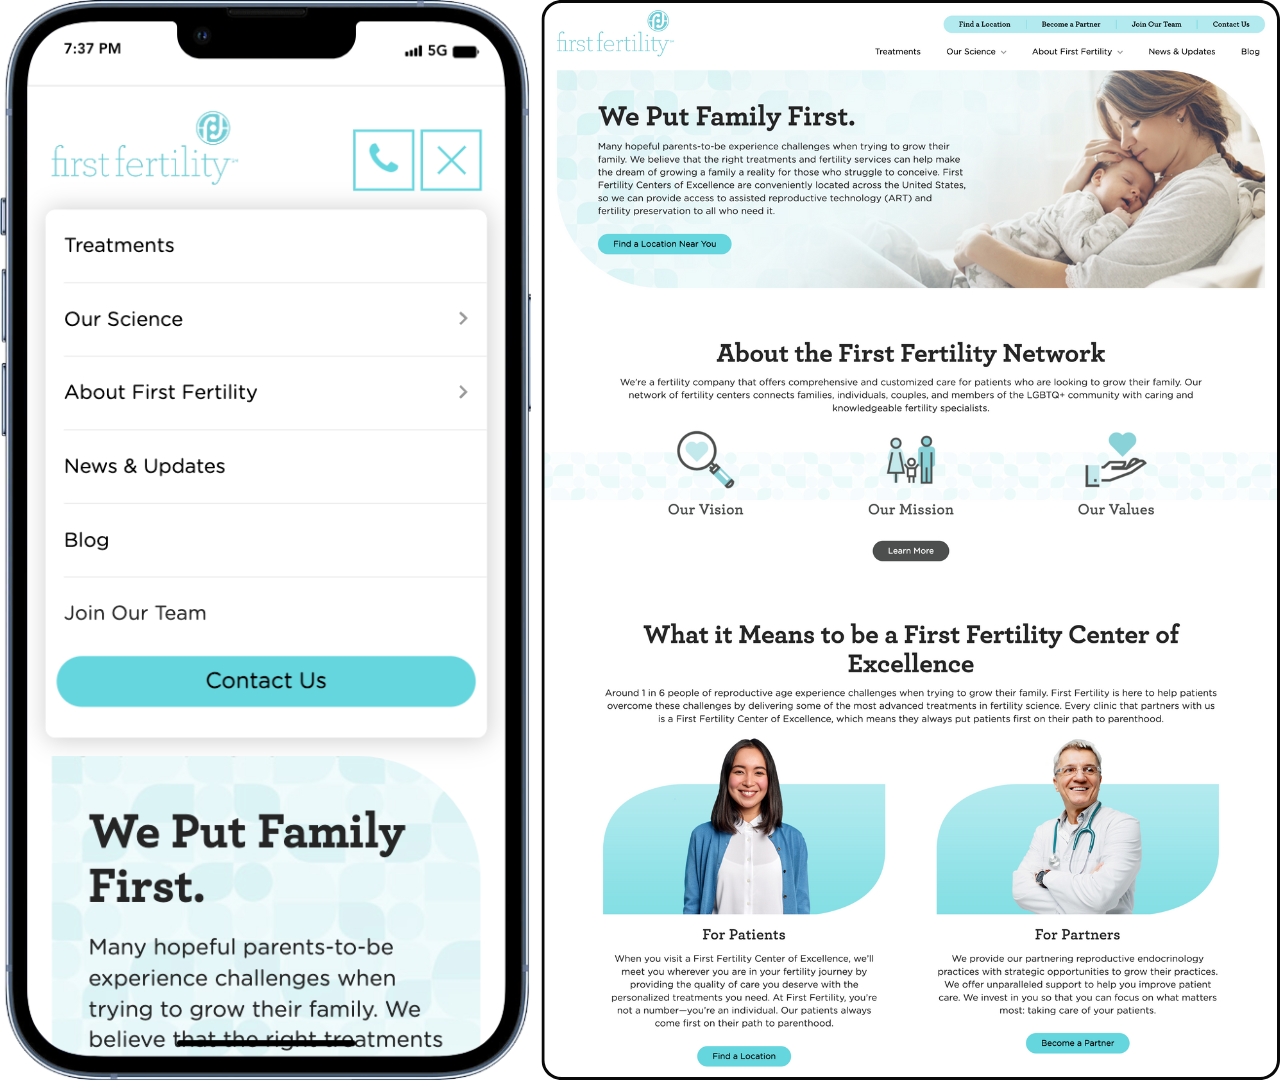 7:37 PM
5G
first fertility
Treatments
Our Science
About First Fertility
News & Updates
Blog
Join Our Team
Contact Us
We Put Family
First.
Many hopeful parents-to-be
experience challenges when
trying to grow their family. We
believe that the right treatments
first fertility
Find a Location
Become a Partner
Join Our Team
Contact Us
Treatments
Our Science
About First Fertility
News & Updates
Blog
We Put Family First.
Many hopeful parents-to-be experience challenges when trying to grow their
family. We believe that the right treatments and fertility services can help make
the dream of growing a family a reality for those who struggle to conceive. First
Fertility Centers of Excellence are conveniently located across the United States,
so we can provide access to assisted reproductive technology (ART) and
fertility preservation to all who need it.
Find a Location Near You
About the First Fertility Network
We're a fertility company that offers comprehensive and customized care for patients who are looking to grow their family. Our
network of fertility centers connects families, individuals, couples, and members of the LGBTQ+ community with caring and
knowledgeable fertility specialists.
Our Vision
Our Mission
Our Values
Learn More
What it Means to be a First Fertility Center of
Excellence
Around 1 in 6 people of reproductive age experience challenges when trying to grow their family. First Fertility is here to help patients
overcome these challenges by delivering some of the most advanced treatments in fertility science. Every clinic that partners with us
is a First Fertility Center of Excellence, which means they always put patients first on their path to parenthood.
For Patients
When you visit a First Fertility Center of Excellence, we'll
meet you wherever you are in your fertility journey by
providing the quality of care you deserve with the
personalized treatments you need. At First Fertility, you're
not a number—you're an individual. Our patients always
come first on their path to parenthood.
Find a Location
For Partners
We provide our partnering reproductive endocrinology
practices with strategic opportunities to grow their practices.
We offer unparalleled support to help you improve patient
care. We invest in you so that you can focus on what matters
most: taking care of your patients.
Become a Partner